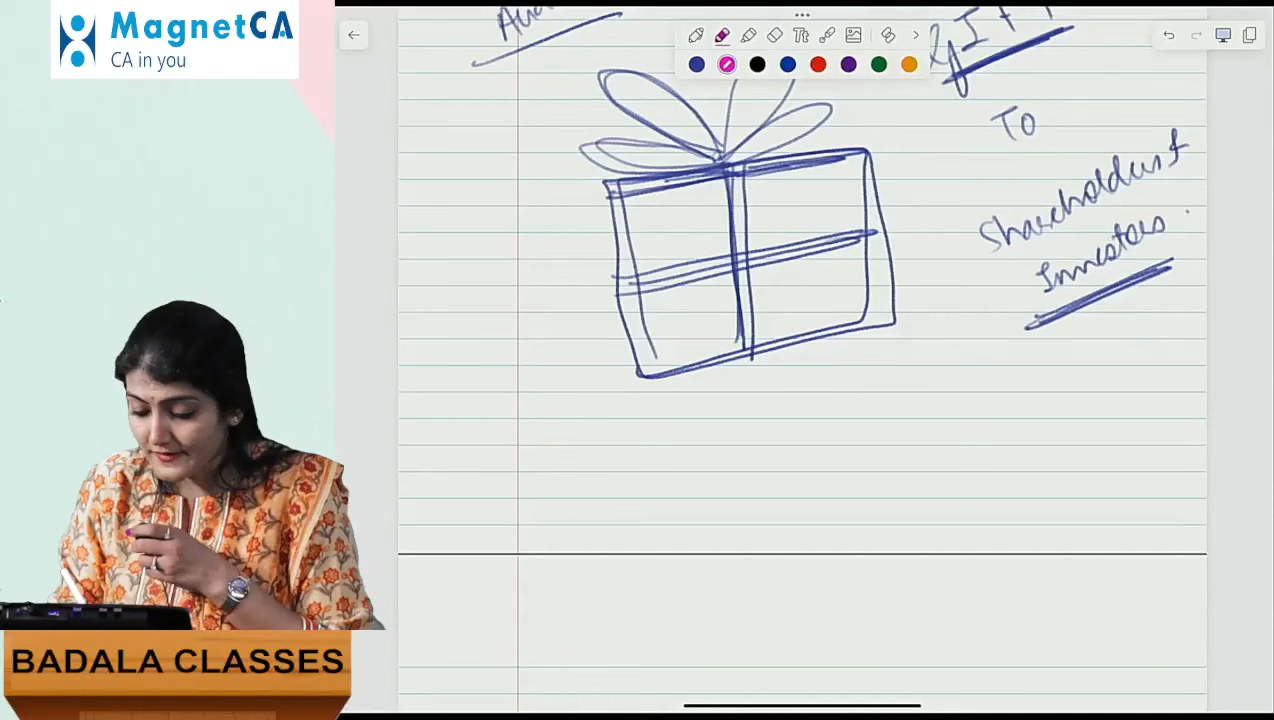 MagnetCA
CA in you
To
Shareholders &
Investors.
BADALA CLASSES